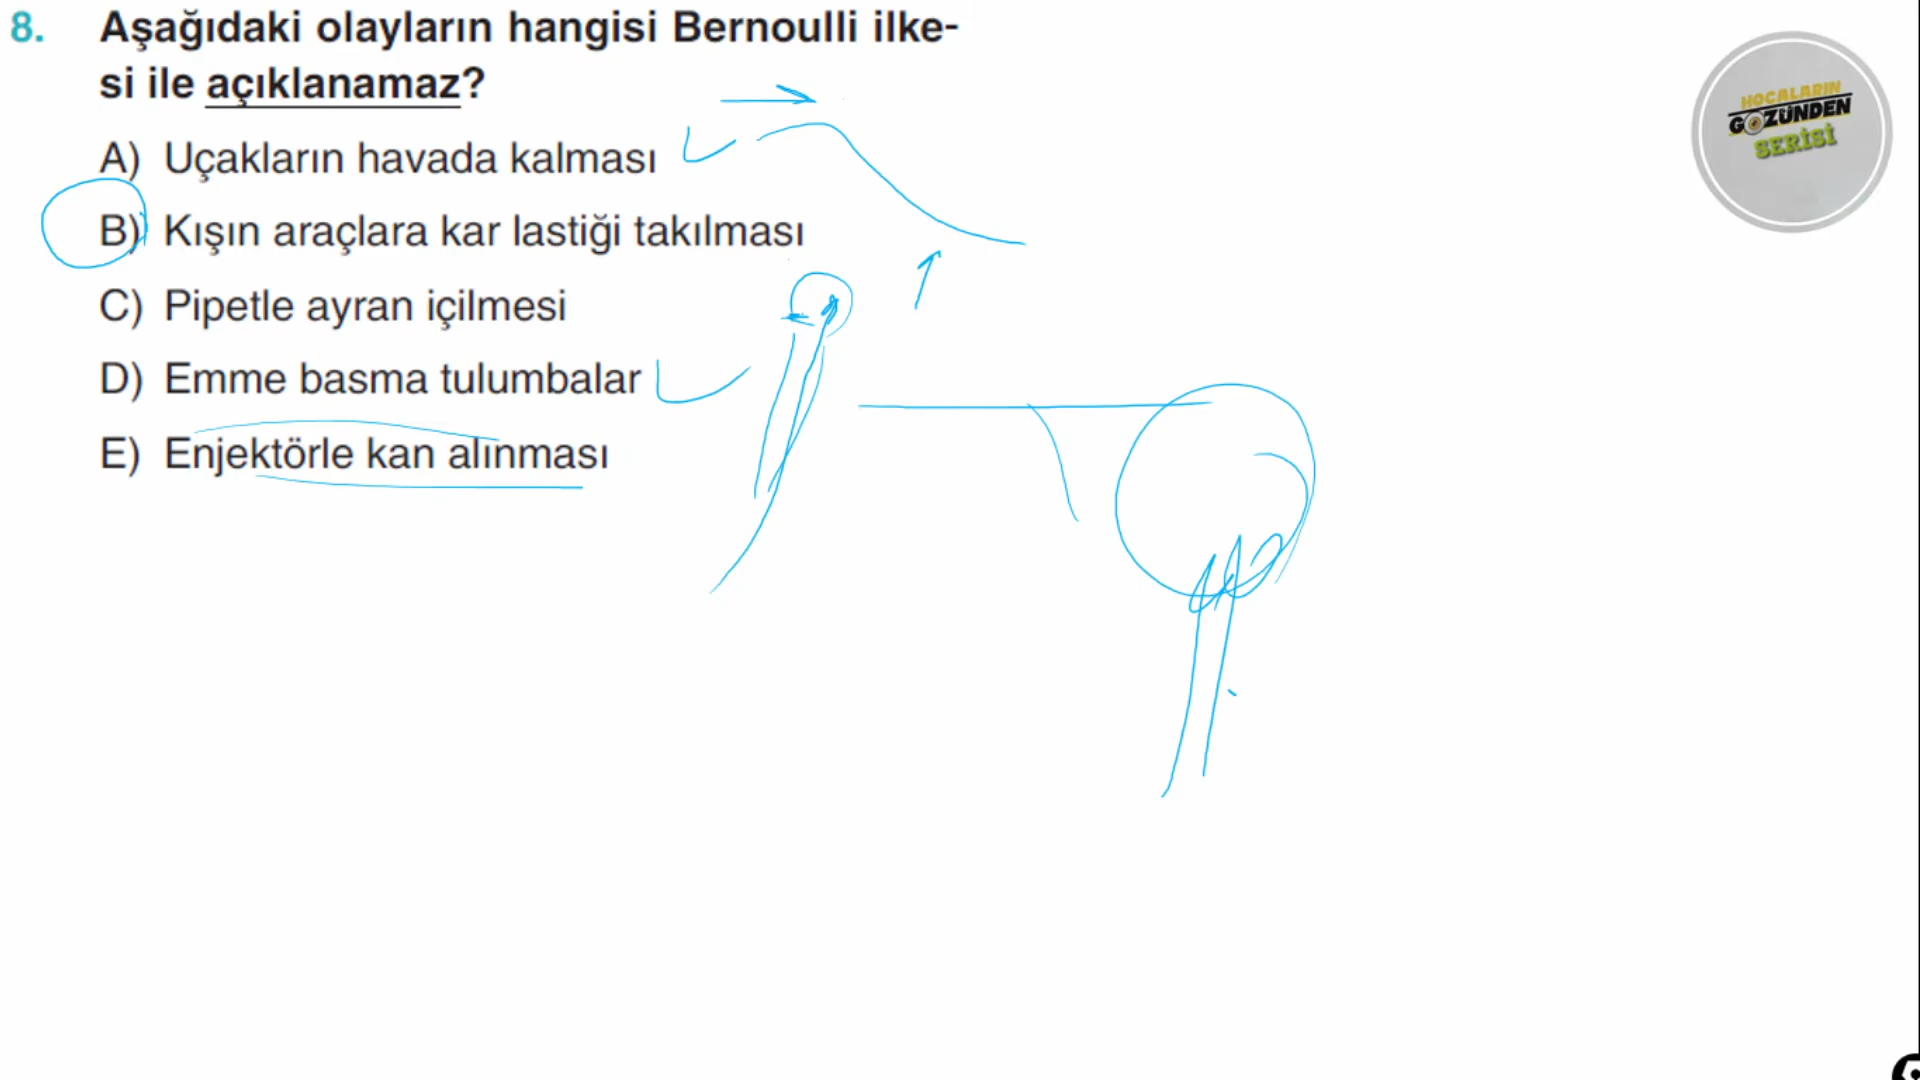 8. Aşağıdaki olayların hangisi Bernoulli ilke-
si ile açıklanamaz?
A) Uçakların havada kalması
B) Kışın araçlara kar lastiği takılması
C) Pipetle ayran içilmesi
D) Emme basma tulumbalar
E) Enjektörle kan alınması
HOCALARIN
GÖZÜNDEN
SERİSİ